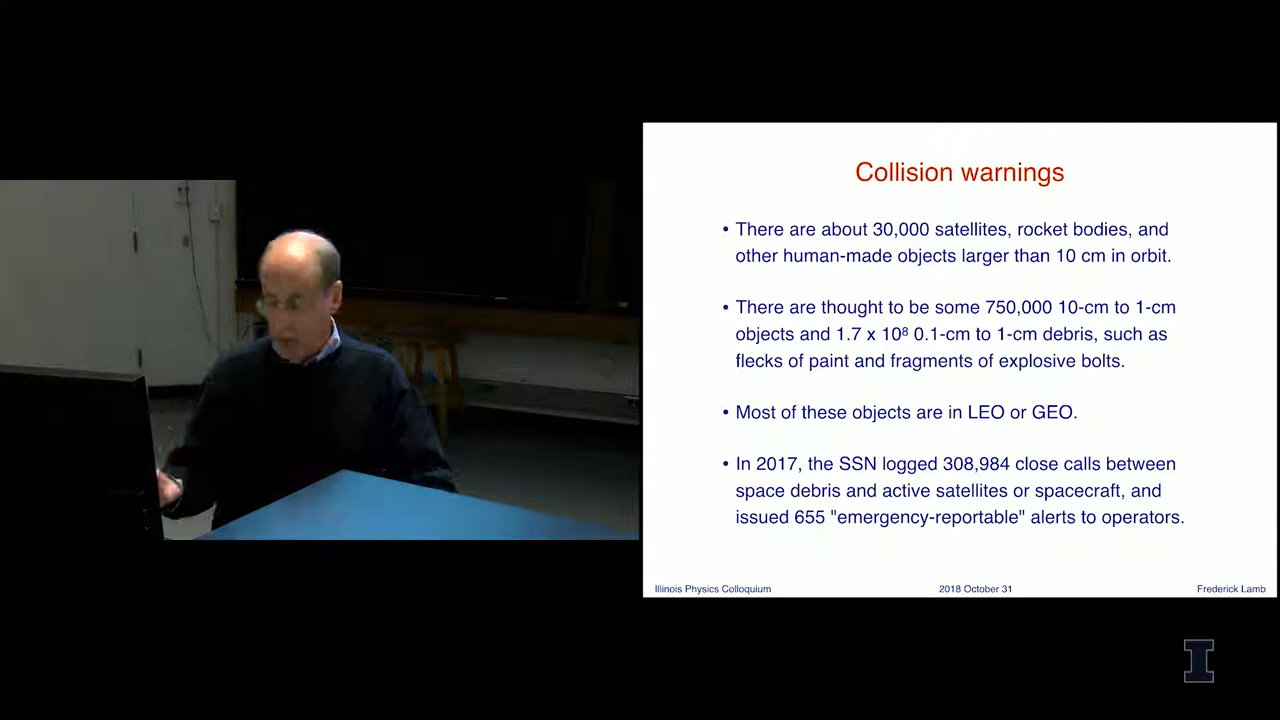 Collision warnings
• There are about 30,000 satellites, rocket bodies, and
other human-made objects larger than 10 cm in orbit.
• There are thought to be some 750,000 10-cm to 1-cm
objects and 1.7 x 10⁸ 0.1-cm to 1-cm debris, such as
flecks of paint and fragments of explosive bolts.
• Most of these objects are in LEO or GEO.
• In 2017, the SSN logged 308,984 close calls between
space debris and active satellites or spacecraft, and
issued 655 "emergency-reportable" alerts to operators.
Illinois Physics Colloquium 2018 October 31 Frederick Lamb
I